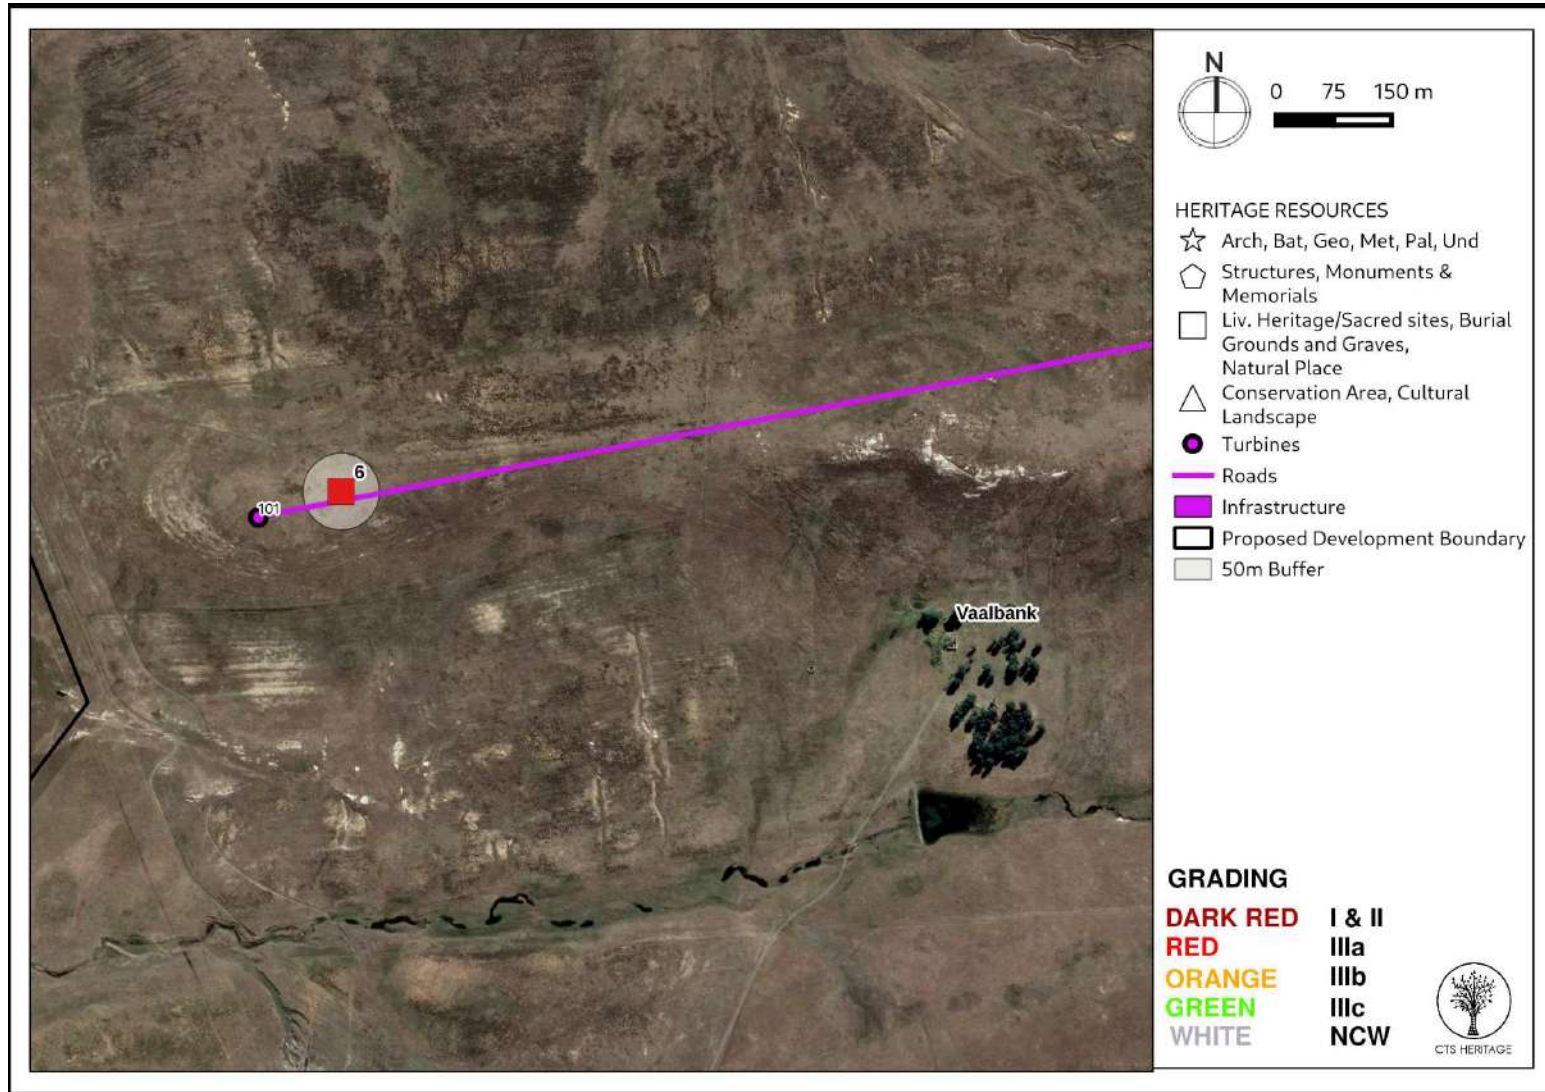 N
0 75 150 m
HERITAGE RESOURCES
Arch, Bat, Geo, Met, Pal, Und
Structures, Monuments &
Memorials
Liv. Heritage/Sacred sites, Burial
Grounds and Graves,
Natural Place
Conservation Area, Cultural
Landscape
Turbines
Roads
Infrastructure
Proposed Development Boundary
50m Buffer
6
101
Vaalbank
GRADING
DARK RED I & II
RED IIIa
ORANGE IIIb
GREEN IIIc
WHITE NCW
CTS HERITAGE